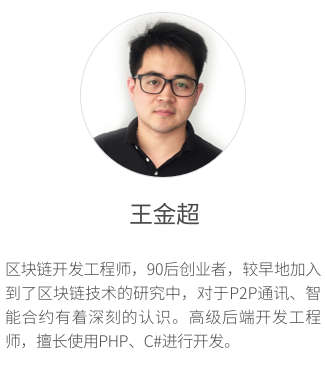 王金超
区块链开发工程师，90后创业者，较早地加入
到了区块链技术的研究中，对于P2P通讯、智
能合约有着深刻的认识。高级后端开发工程
师，擅长使用PHP、C#进行开发。